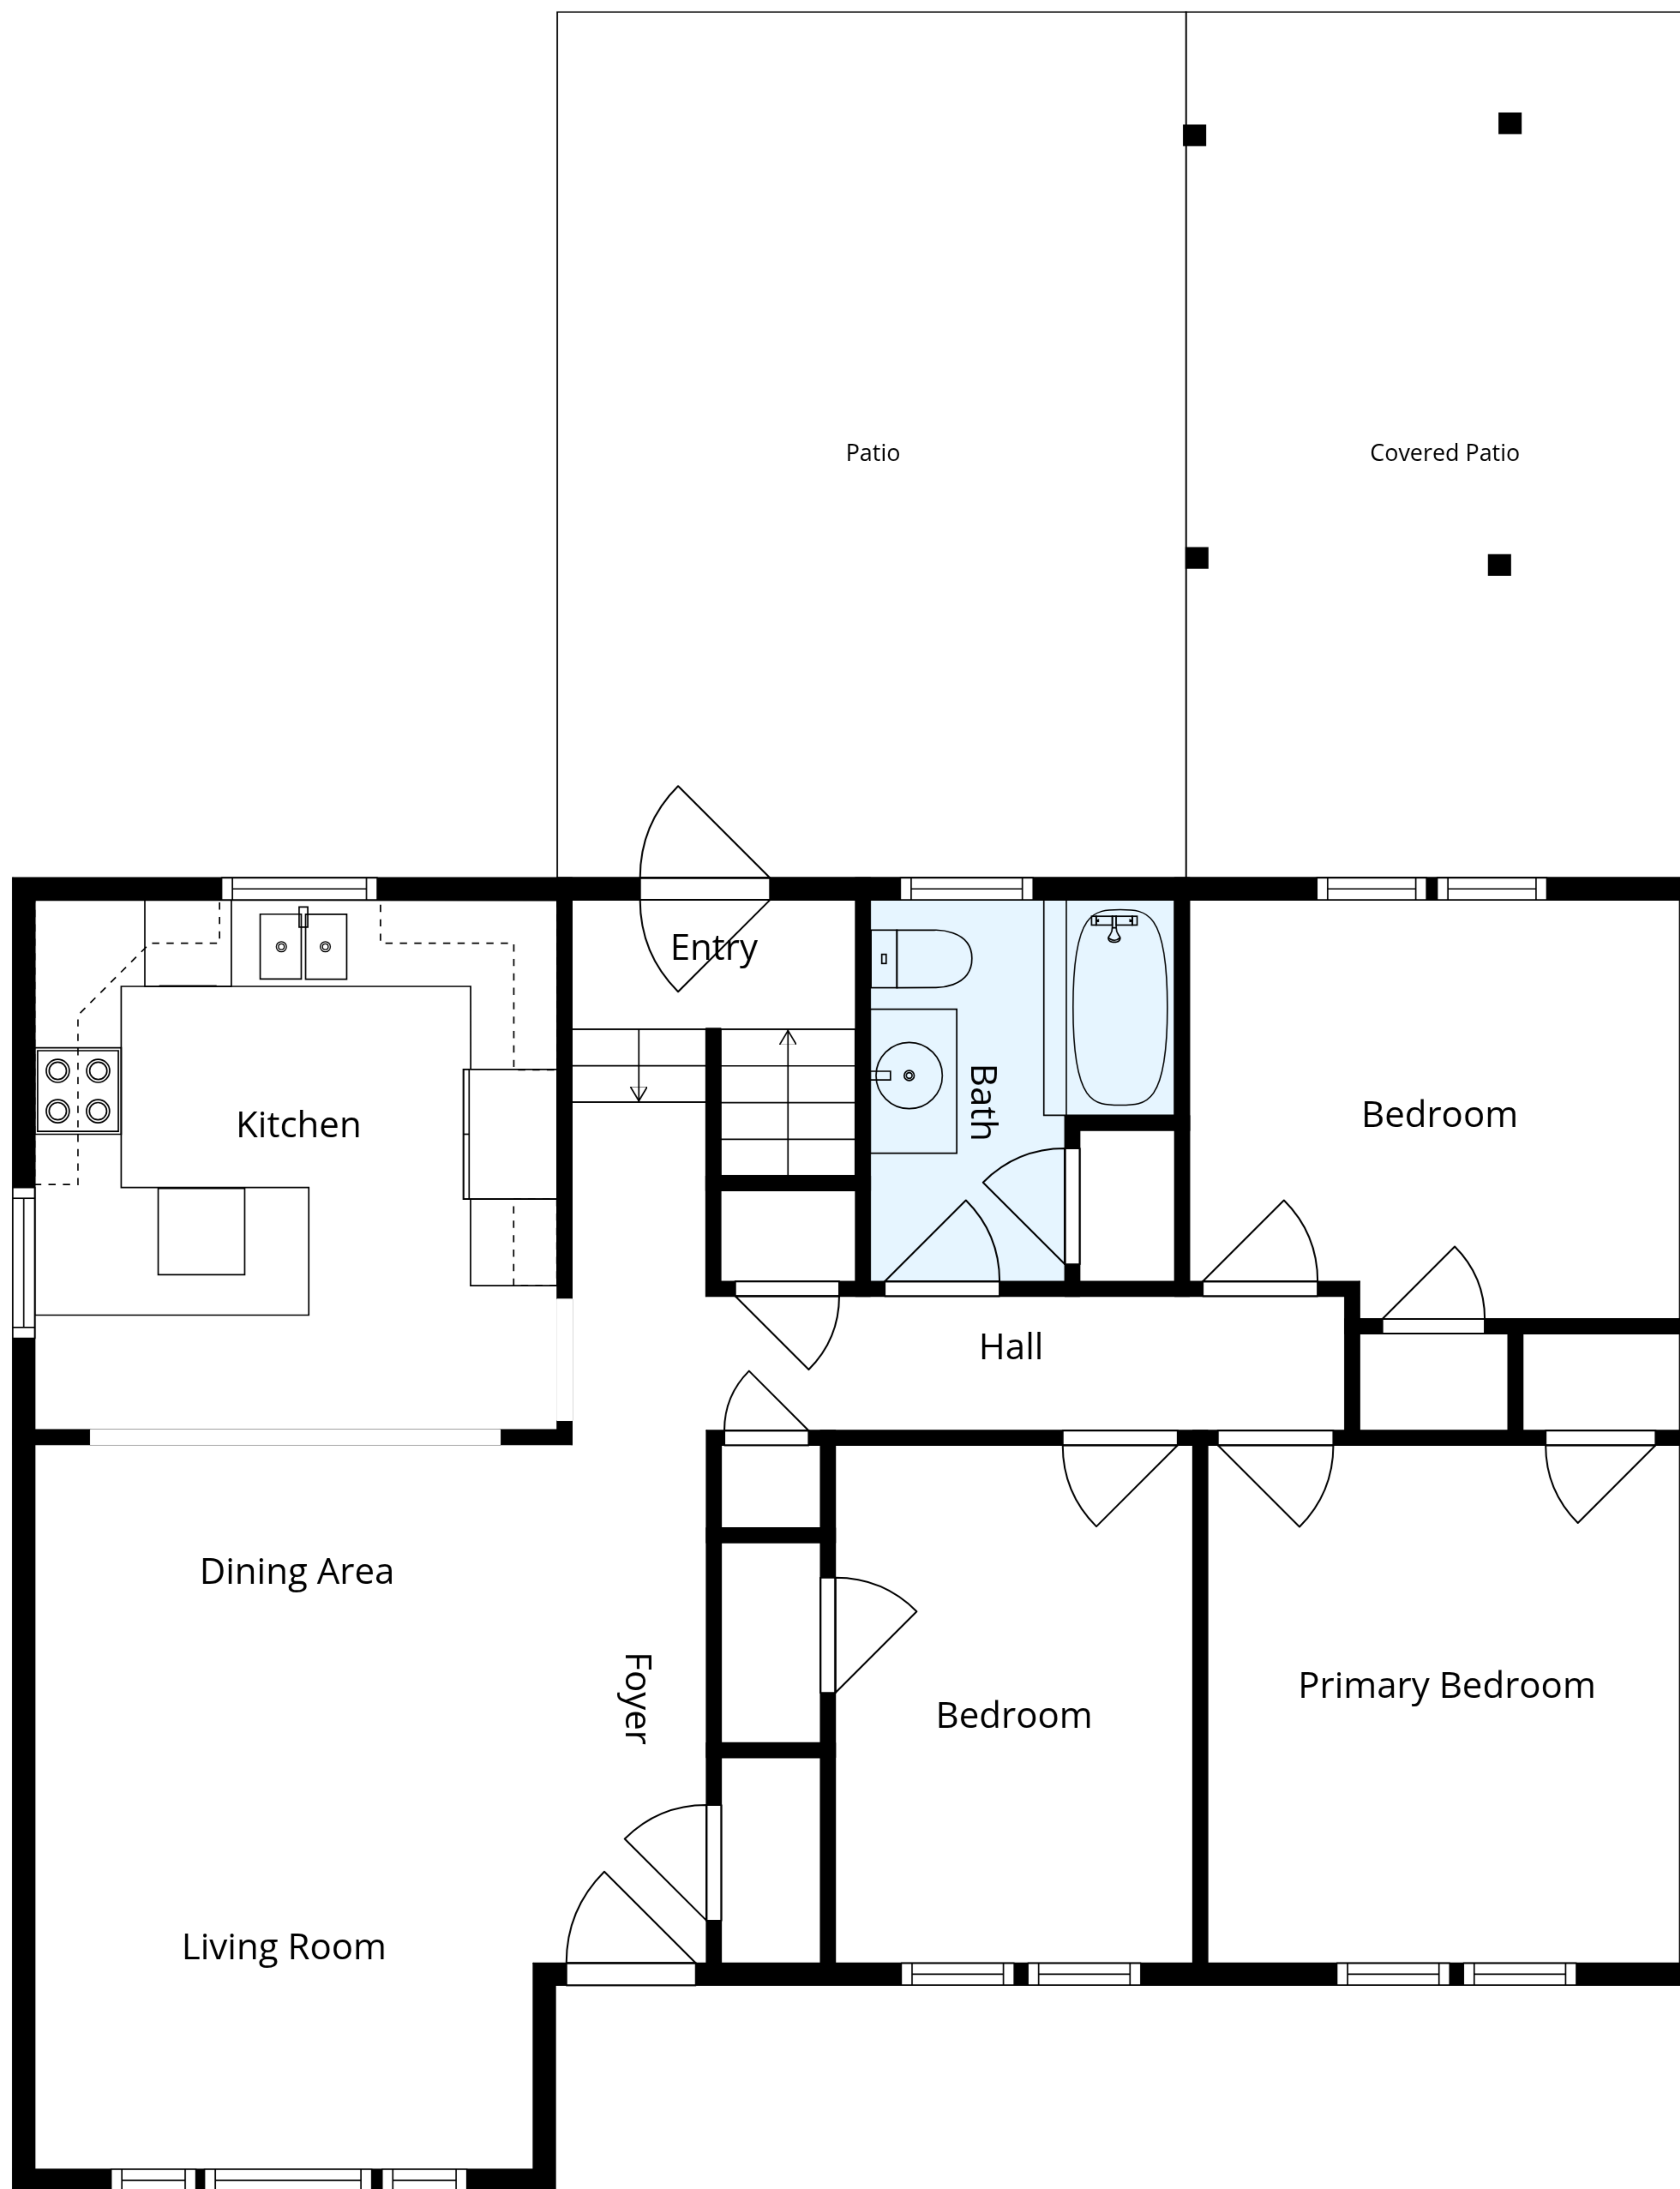 Patio
Covered Patio
Entry
Kitchen
Bath
Bedroom
Hall
Dining Area
Foyer
Bedroom
Primary Bedroom
Living Room